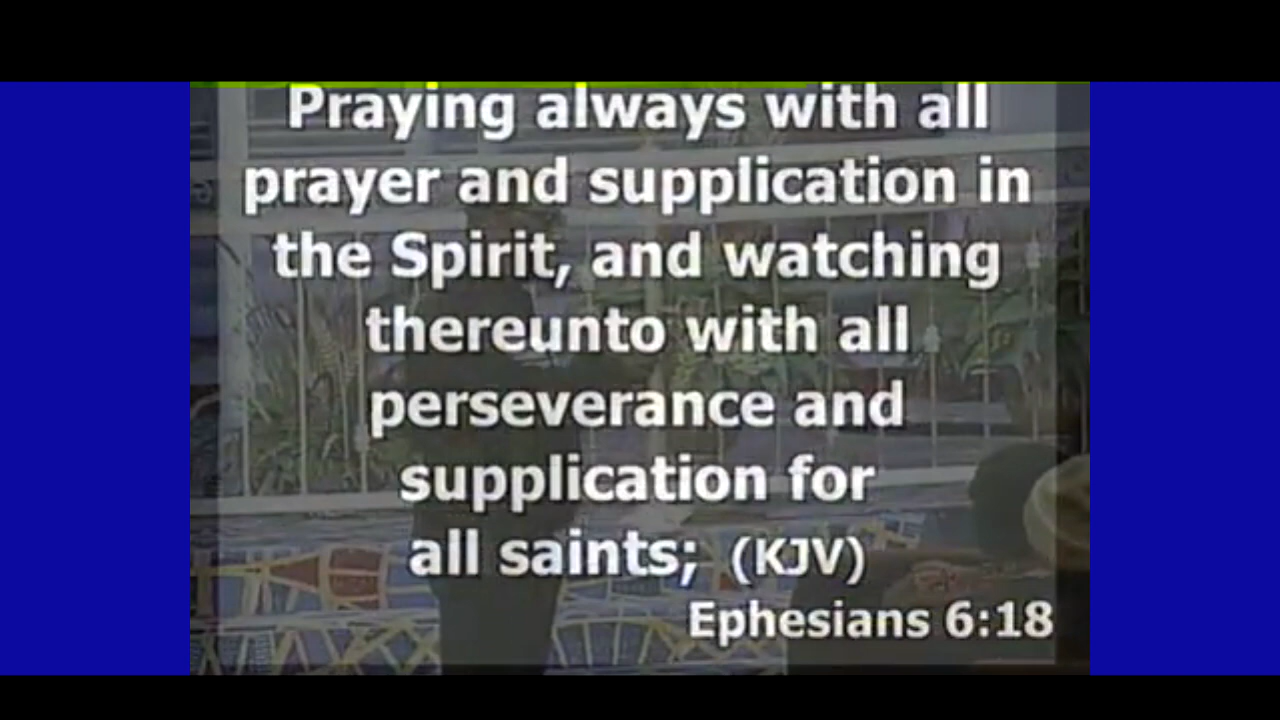 Praying always with all
prayer and supplication in
the Spirit, and watching
thereunto with all
perseverance and
supplication for
all saints; (KJV)
Ephesians 6:18